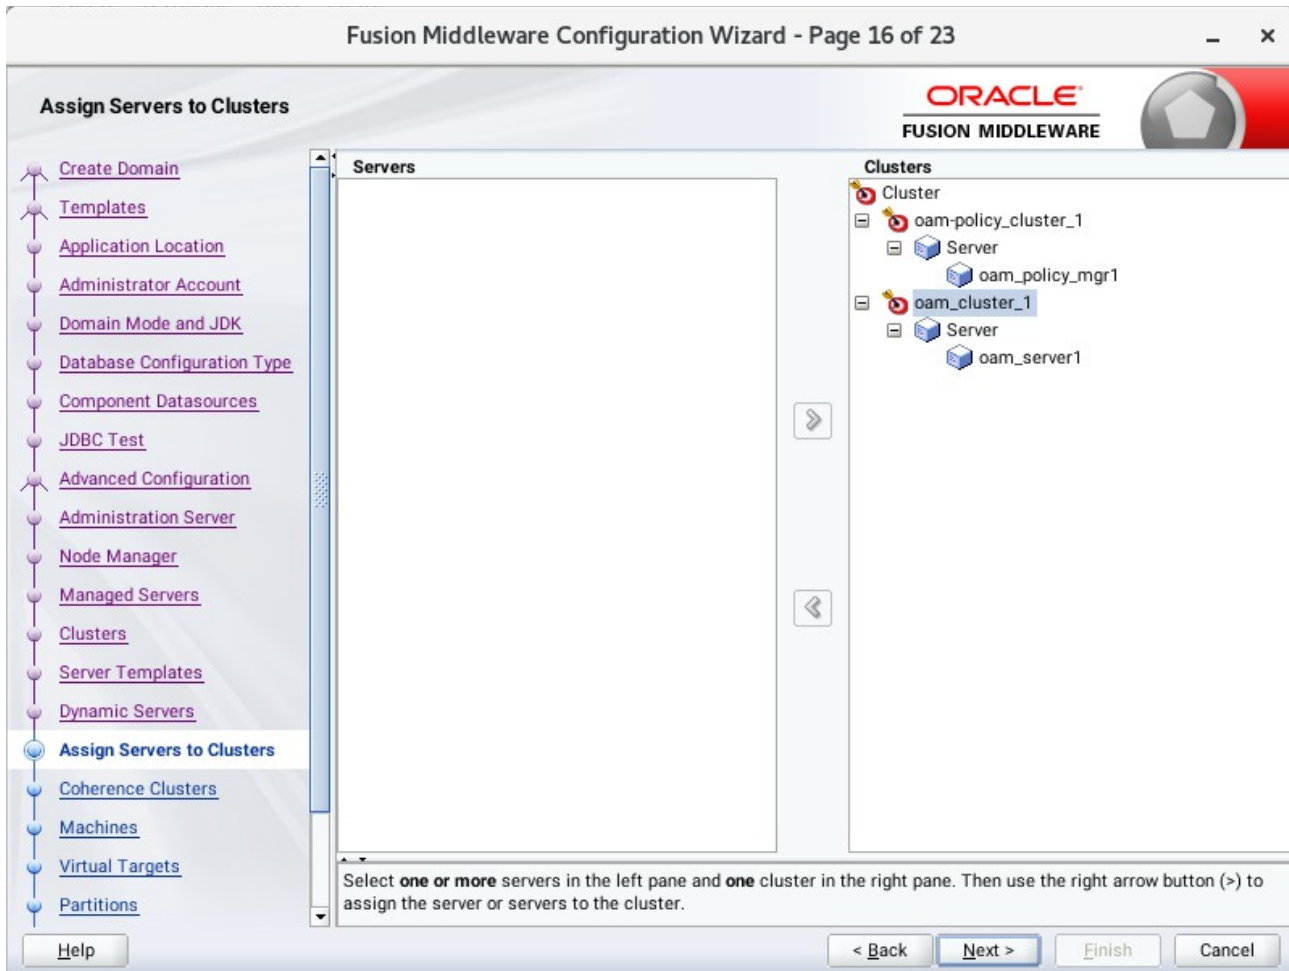 Fusion Middleware Configuration Wizard - Page 16 of 23
Assign Servers to Clusters
ORACLE
FUSION MIDDLEWARE
Create Domain
Templates
Application Location
Administrator Account
Domain Mode and JDK
Database Configuration Type
Component Datasources
JDBC Test
Advanced Configuration
Administration Server
Node Manager
Managed Servers
Clusters
Server Templates
Dynamic Servers
Assign Servers to Clusters
Coherence Clusters
Machines
Virtual Targets
Partitions
Servers
Clusters
Cluster
oam-policy_cluster_1
Server
oam_policy_mgr1
oam_cluster_1
Server
oam_server1
Select one or more servers in the left pane and one cluster in the right pane. Then use the right arrow button (>) to
assign the server or servers to the cluster.
Help
< Back
Next >
Finish
Cancel